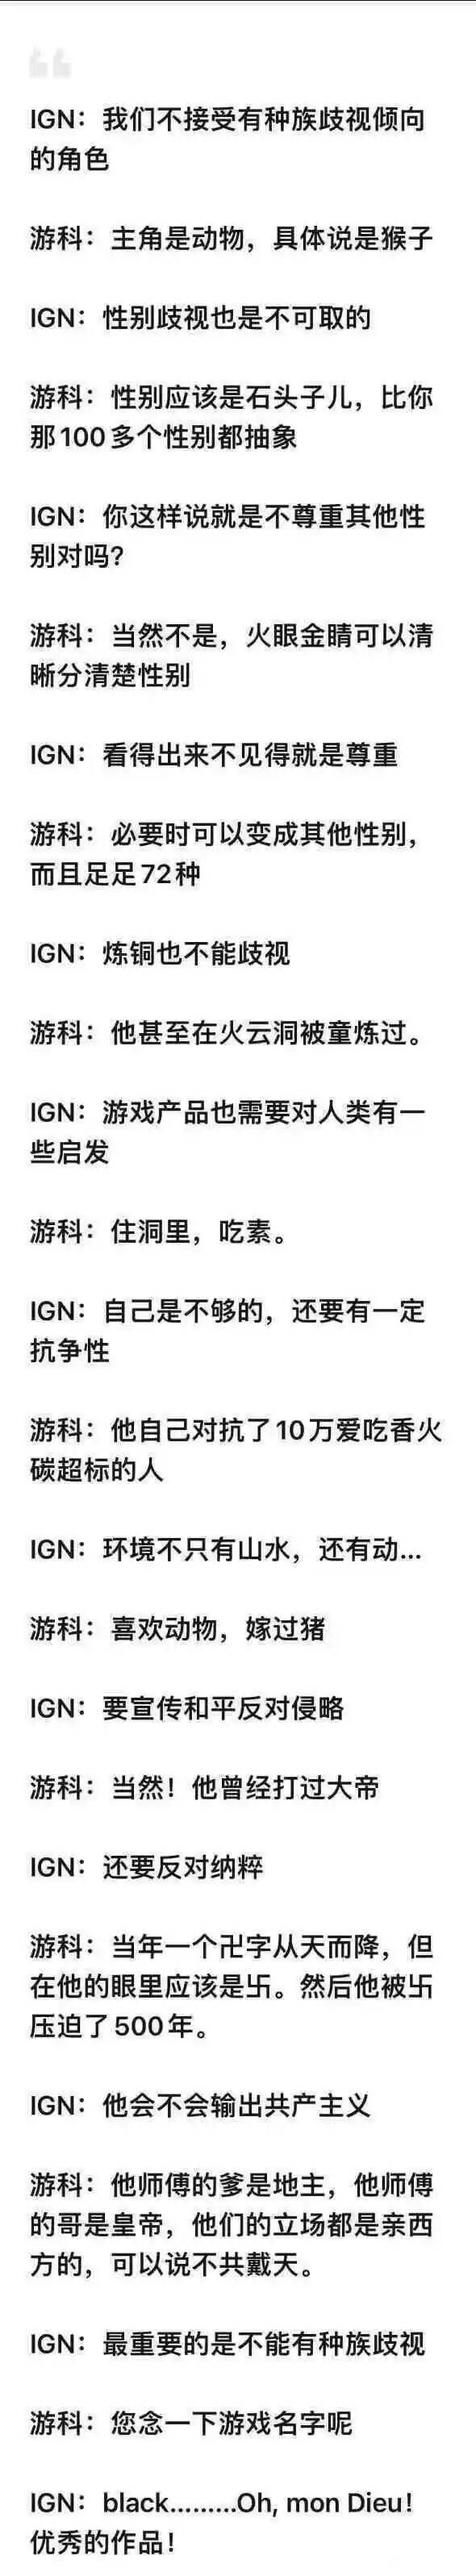 IGN：我们不接受有种族歧视倾向
的角色
游科：主角是动物，具体说是猴子
IGN：性别歧视也是不可取的
游科：性别应该是石头子儿，比你
那100多个性别都抽象
IGN：你这样说就是不尊重其他性
别对吗?
游科：当然不是，火眼金睛可以清
晰分清楚性别
IGN：看得出来不见得就是尊重
游科：必要时可以变成其他性别，
而且足足72种
IGN：炼铜也不能歧视
游科：他甚至在火云洞被童炼过。
IGN：游戏产品也需要对人类有一
些启发
游科：住洞里，吃素。
IGN：自己是不够的，还要有一定
抗争性
游科：他自己对抗了10万爱吃香火
碳超标的人
IGN：环境不只有山水，还有动...
游科：喜欢动物，嫁过猪
IGN：要宣传和平反对侵略
游科：当然！他曾经打过大帝
IGN：还要反对纳粹
游科：当年一个卍字从天而降，但
在他的眼里应该是卐。然后他被卐
压迫了500年。
IGN：他会不会输出共产主义
游科：他师傅的爹是地主，他师傅
的哥是皇帝，他们的立场都是亲西
方的，可以说不共戴天。
IGN：最重要的是不能有种族歧视
游科：您念一下游戏名字呢
IGN：black.........Oh, mon Dieu！
优秀的作品！